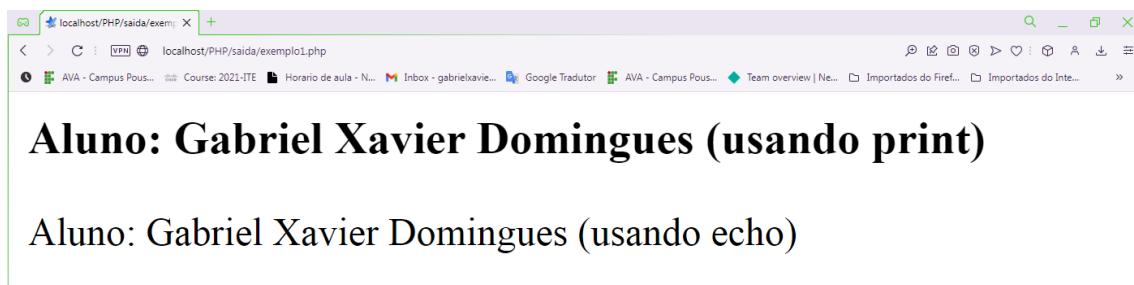 localhost/PHP/saida/exemp
VPN localhost/PHP/saida/exemplo1.php
AVA - Campus Pous... Course: 2021-ITE Horario de aula - N... Inbox - gabrielxavie... Google Tradutor AVA - Campus Pous... Team overview | Ne... Importados do Firef... Importados do Inte...
Aluno: Gabriel Xavier Domingues (usando print)
Aluno: Gabriel Xavier Domingues (usando echo)